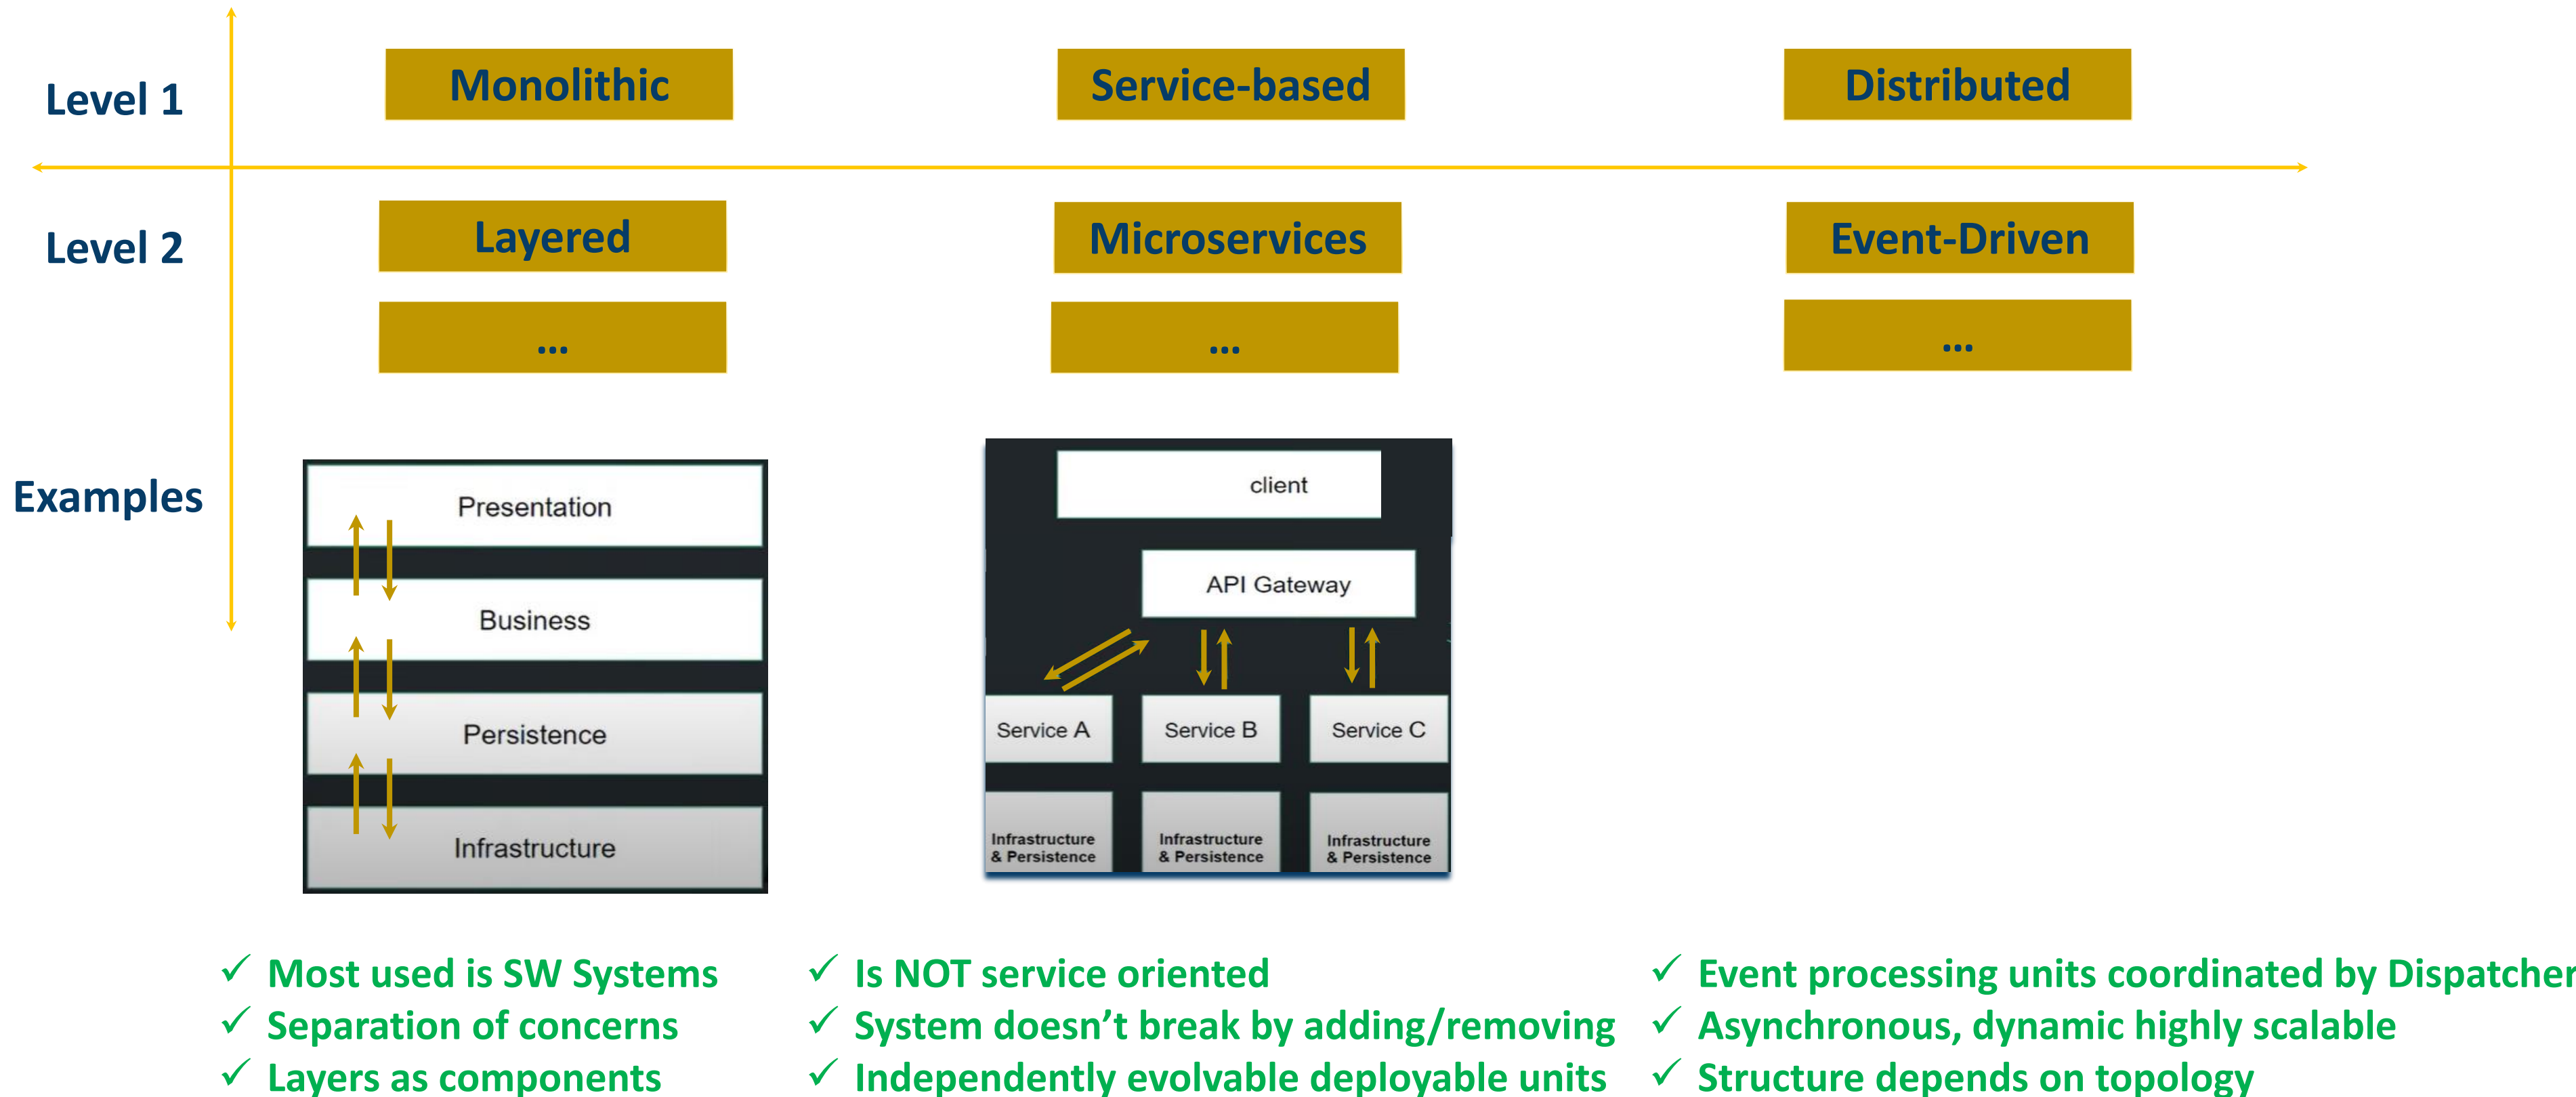 Level 1
Monolithic
Service-based
Distributed
Level 2
Layered
Microservices
Event-Driven
...
...
...
Examples
Presentation
Business
Persistence
Infrastructure
client
API Gateway
Service A
Service B
Service C
Infrastructure
& Persistence
Infrastructure
& Persistence
Infrastructure
& Persistence
✓ Most used is SW Systems
✓ Separation of concerns
✓ Layers as components
✓ Is NOT service oriented
✓ System doesn’t break by adding/removing
✓ Independently evolvable deployable units
✓ Event processing units coordinated by Dispatcher
✓ Asynchronous, dynamic highly scalable
✓ Structure depends on topology